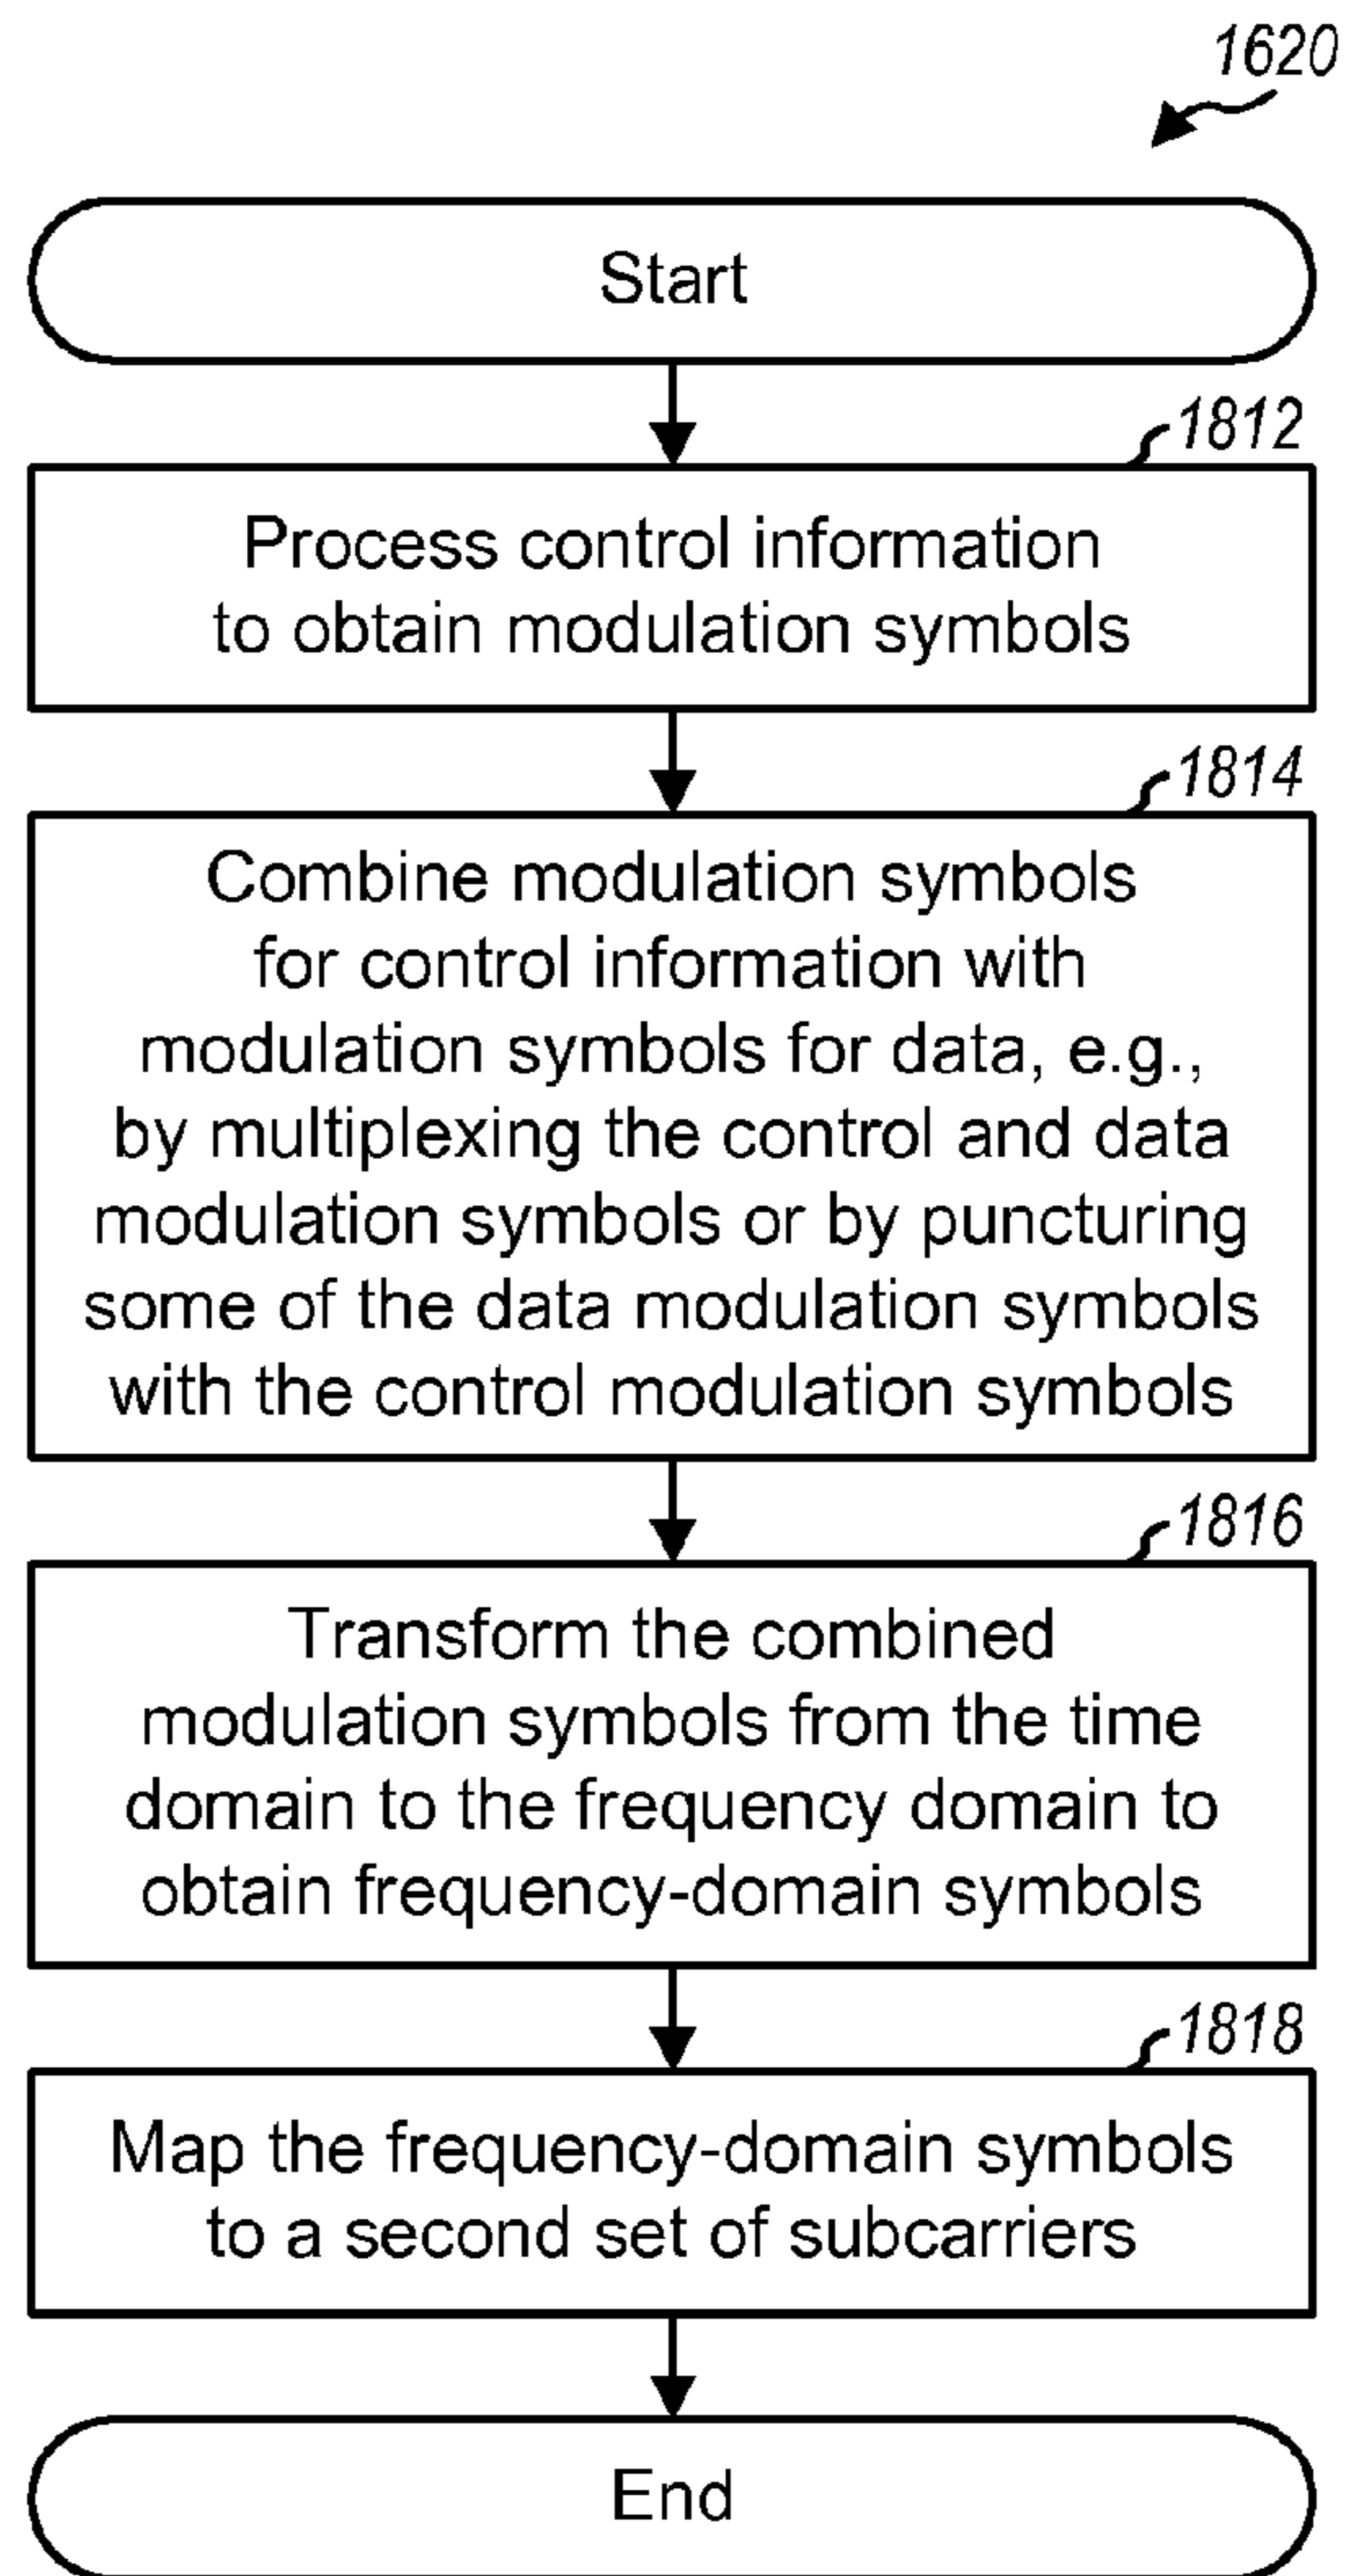 1620
Start
1812
Process control information
to obtain modulation symbols
1814
Combine modulation symbols
for control information with
modulation symbols for data, e.g.,
by multiplexing the control and data
modulation symbols or by puncturing
some of the data modulation symbols
with the control modulation symbols
1816
Transform the combined
modulation symbols from the time
domain to the frequency domain to
obtain frequency-domain symbols
1818
Map the frequency-domain symbols
to a second set of subcarriers
End